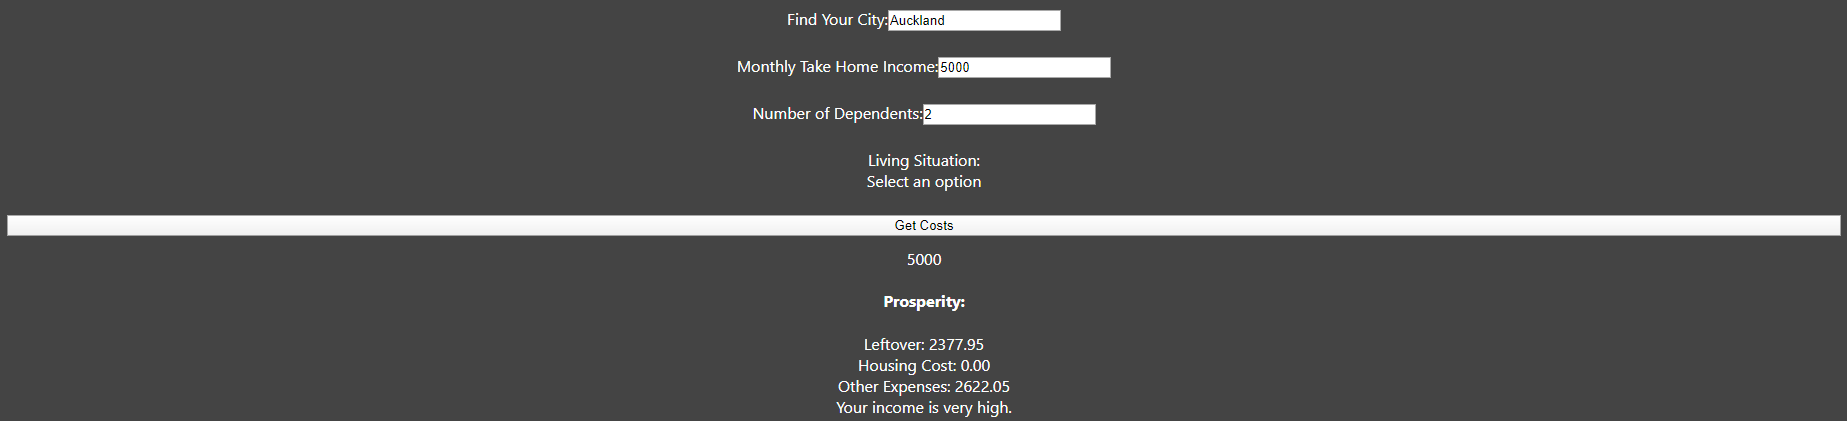 Find Your City:Auckland
Monthly Take Home Income:5000
Number of Dependents:2
Living Situation:
Select an option
Get Costs
5000
Prosperity:
Leftover: 2377.95
Housing Cost: 0.00
Other Expenses: 2622.05
Your income is very high.